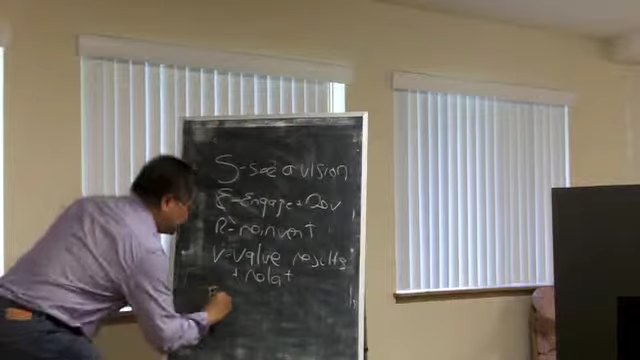 S-see a vision
E-Engage + Dev
R-reinvent
V-value results
+ relat
E